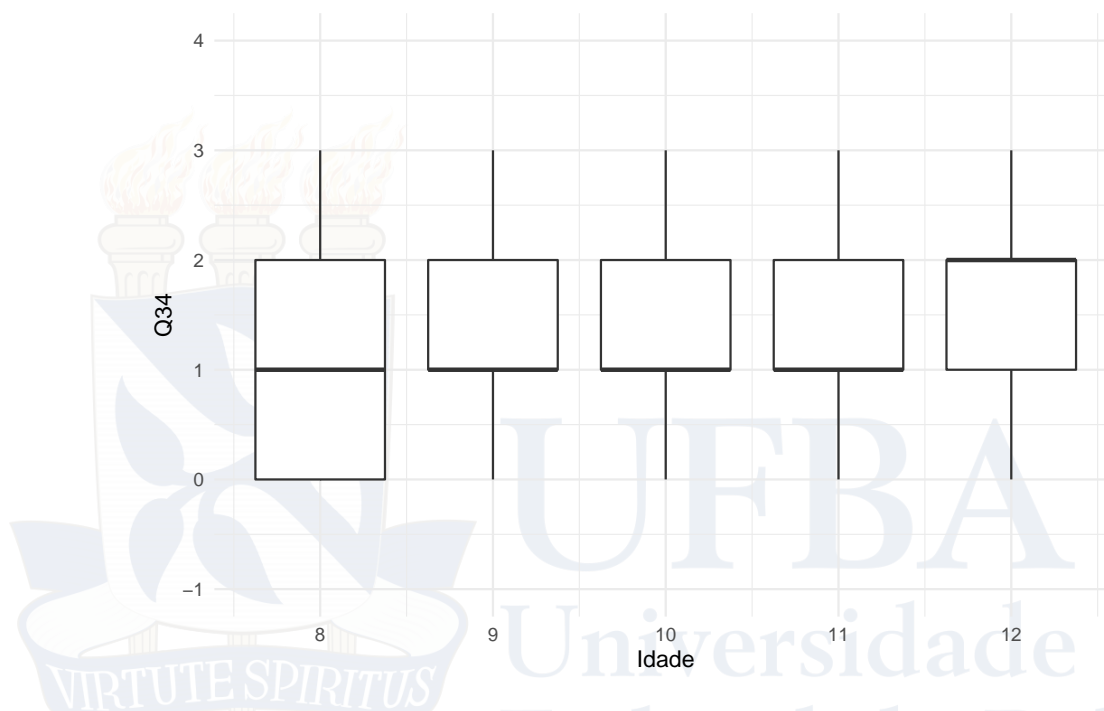 4
3
2
1
0
−1
Q34
8 9 10 11 12
Idade
UFBA
Universidade
VIRTUTE SPIRITUS